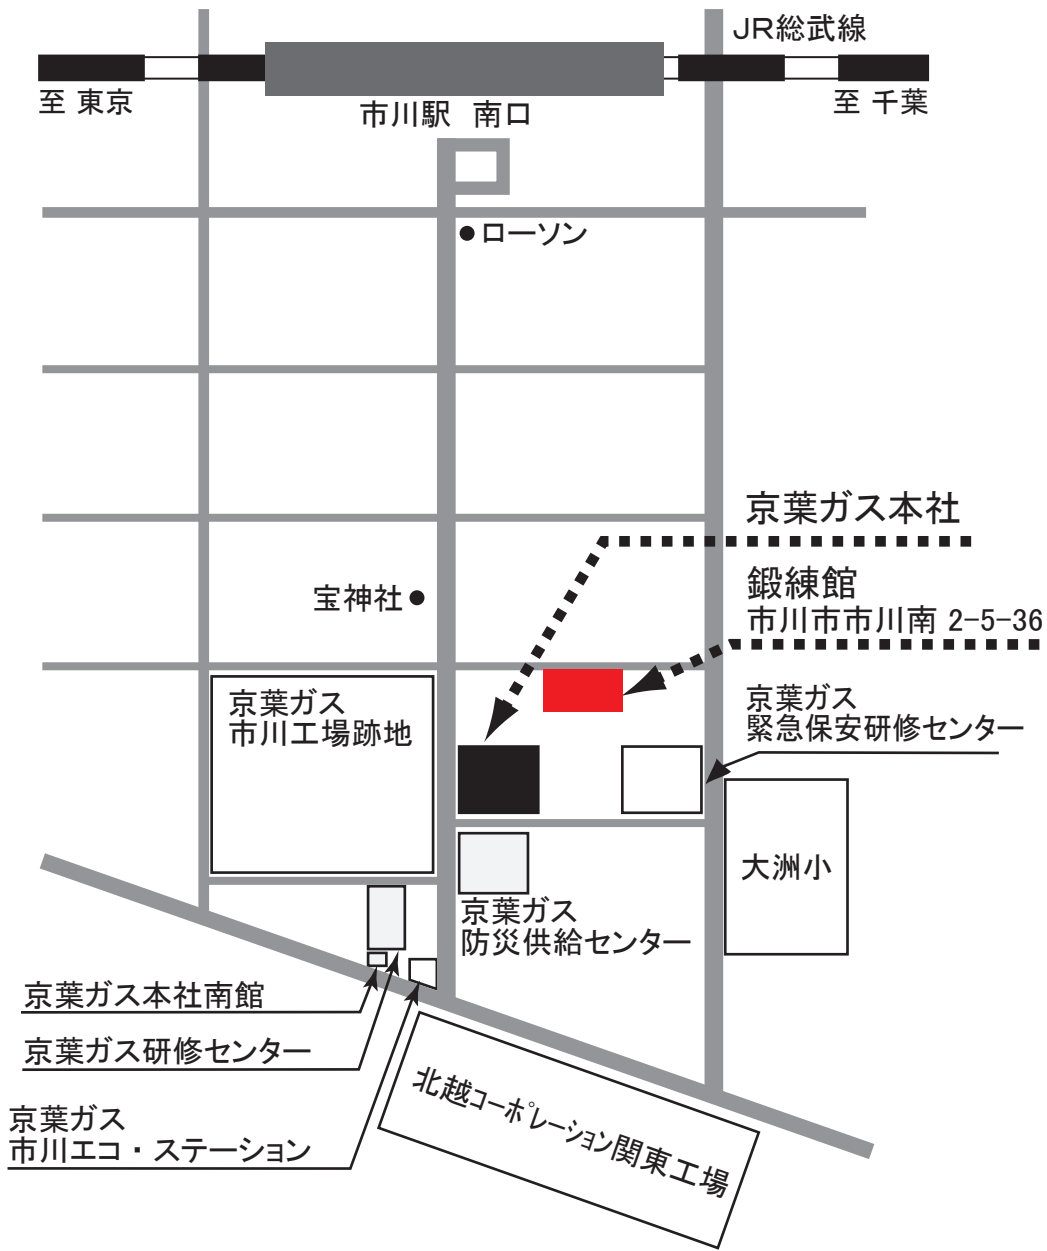 JR総武線
至 東京
至 千葉
市川駅 南口
ローソン
京葉ガス本社
鍛練館
市川市市川南 2-5-36
宝神社
京葉ガス
市川工場跡地
京葉ガス
緊急保安研修センター
大洲小
京葉ガス
防災供給センター
京葉ガス本社南館
京葉ガス研修センター
京葉ガス
市川エコ・ステーション
北越コーポレーション関東工場